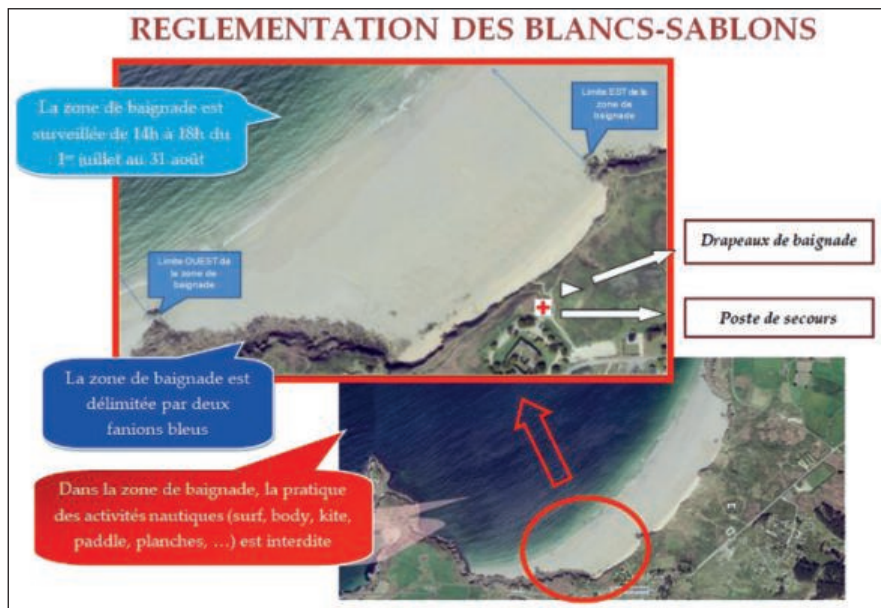 REGLEMENTATION DES BLANCS-SABLONS
La zone de baignade est
surveillée de 14h à 18h du
1er juillet au 31 août
Limite EST de la
zone de
baignade
Limite OUEST de
la zone de
baignade
Drapeaux de baignade
Poste de secours
La zone de baignade est
délimitée par deux
fanions bleus
Dans la zone de baignade, la pratique
des activités nautiques (surf, body, kite,
paddle, planches, …) est interdite